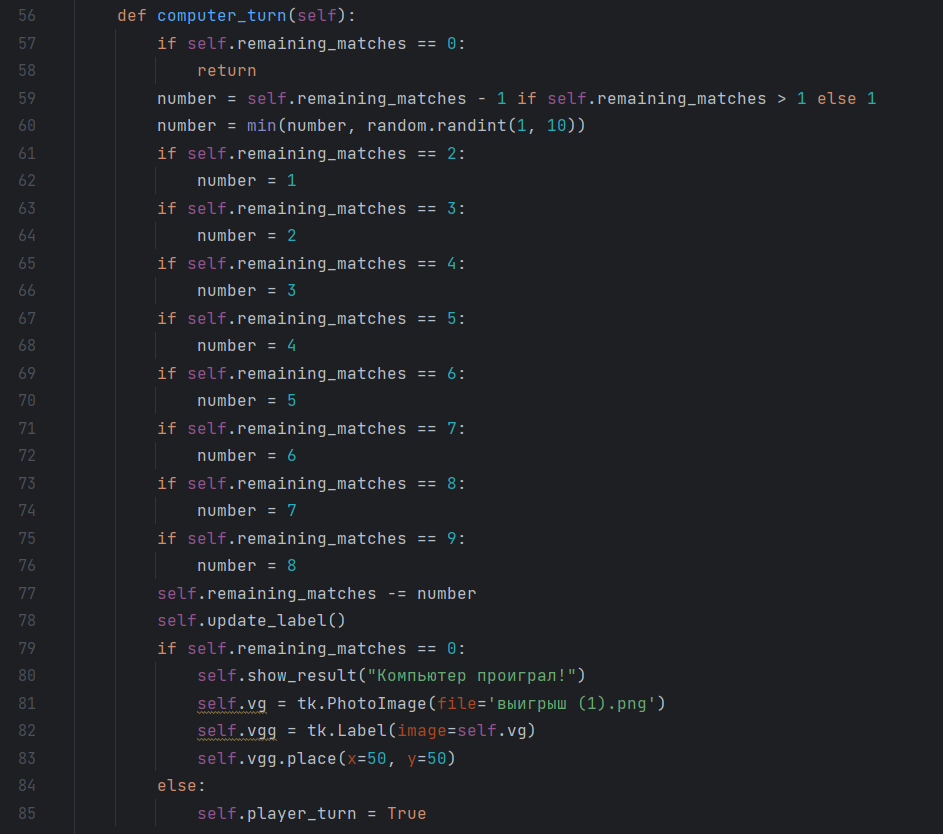 56 def computer_turn(self):
57 if self.remaining_matches == 0:
58 return
59 number = self.remaining_matches - 1 if self.remaining_matches > 1 else 1
60 number = min(number, random.randint(1, 10))
61 if self.remaining_matches == 2:
62 number = 1
63 if self.remaining_matches == 3:
64 number = 2
65 if self.remaining_matches == 4:
66 number = 3
67 if self.remaining_matches == 5:
68 number = 4
69 if self.remaining_matches == 6:
70 number = 5
71 if self.remaining_matches == 7:
72 number = 6
73 if self.remaining_matches == 8:
74 number = 7
75 if self.remaining_matches == 9:
76 number = 8
77 self.remaining_matches -= number
78 self.update_label()
79 if self.remaining_matches == 0:
80 self.show_result("Компьютер проиграл!")
81 self.vg = tk.PhotoImage(file='выигрыш (1).png')
82 self.vgg = tk.Label(image=self.vg)
83 self.vgg.place(x=50, y=50)
84 else:
85 self.player_turn = True